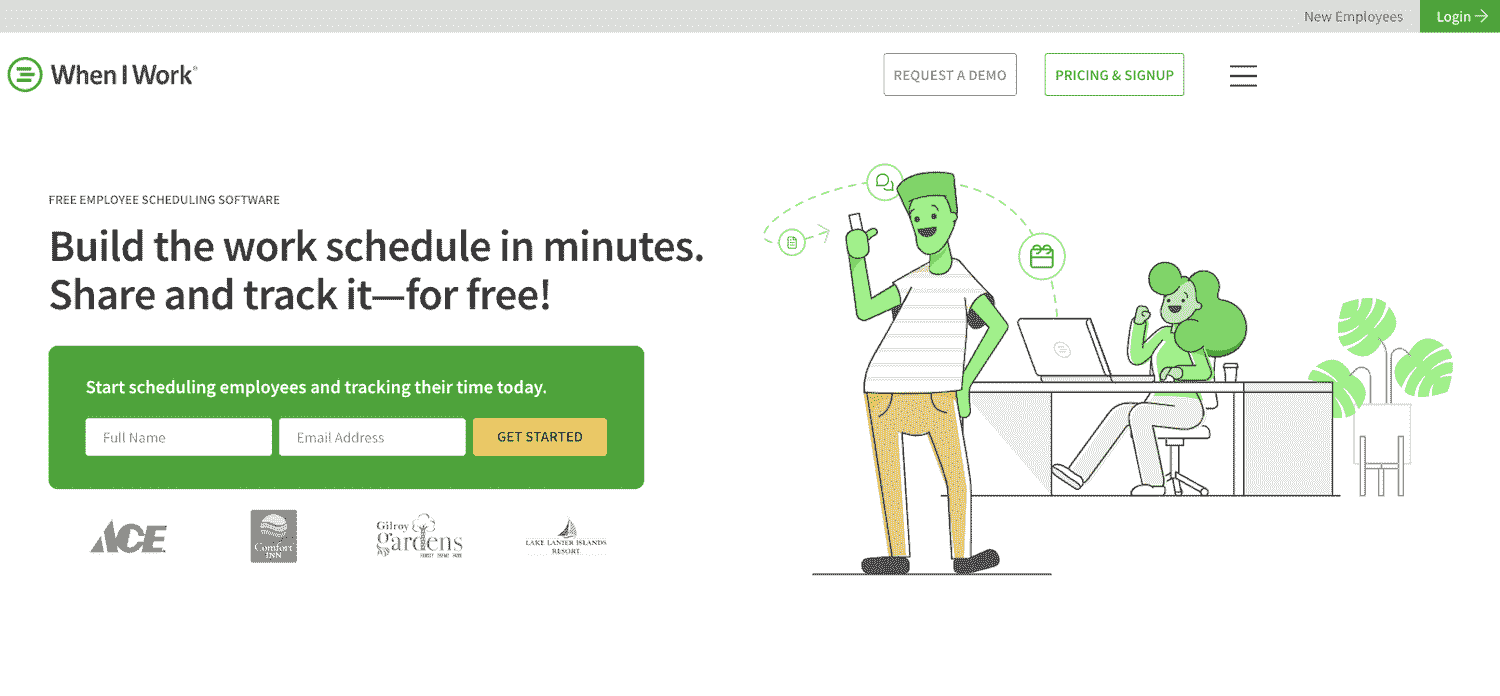 New Employees
Login
When I Work
REQUEST A DEMO
PRICING & SIGNUP
FREE EMPLOYEE SCHEDULING SOFTWARE
Build the work schedule in minutes.
Share and track it—for free!
Start scheduling employees and tracking their time today.
Full Name
Email Address
GET STARTED
ACE
Comfort
INN
Gilroy
gardens
LAKE LANIER ISLANDS
RESORT